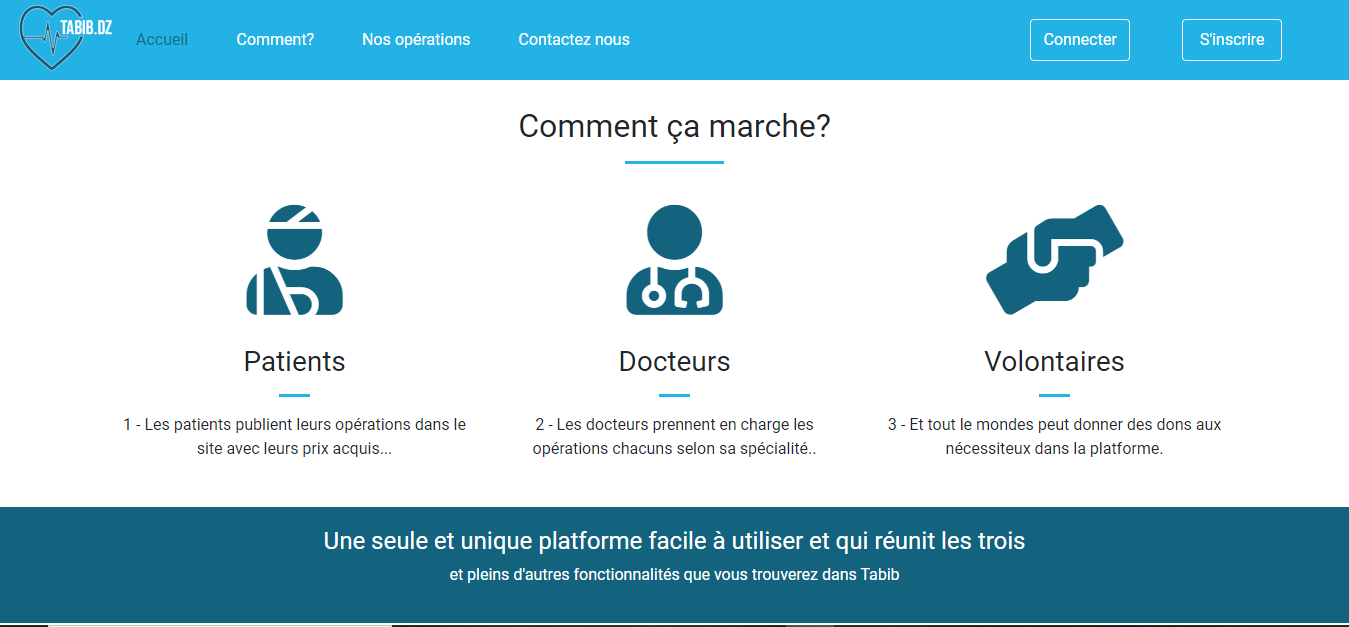 TABIB.DZ
Accueil
Comment?
Nos opérations
Contactez nous
Connecter
S'inscrire
Comment ça marche?
Patients
1 - Les patients publient leurs opérations dans le
site avec leurs prix acquis...
Docteurs
2 - Les docteurs prennent en charge les
opérations chacuns selon sa spécialité..
Volontaires
3 - Et tout le mondes peut donner des dons aux
nécessiteux dans la platforme.
Une seule et unique platforme facile à utiliser et qui réunit les trois
et pleins d'autres fonctionnalités que vous trouverez dans Tabib